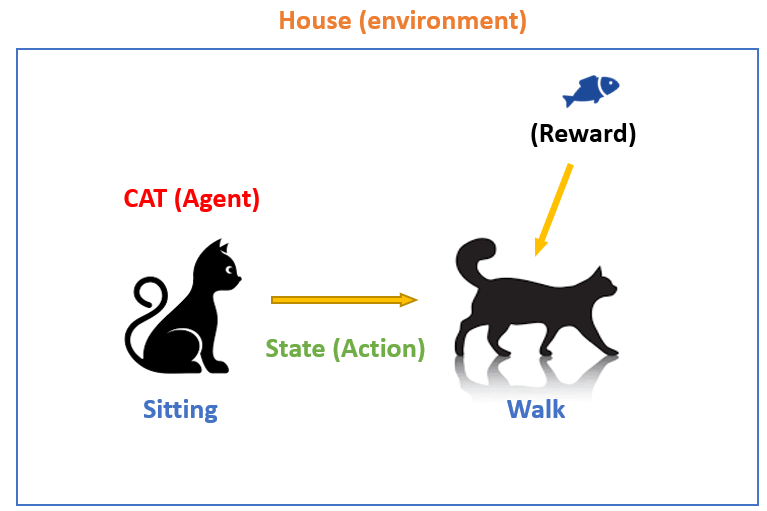 House (environment)
(Reward)
CAT (Agent)
State (Action)
Sitting
Walk